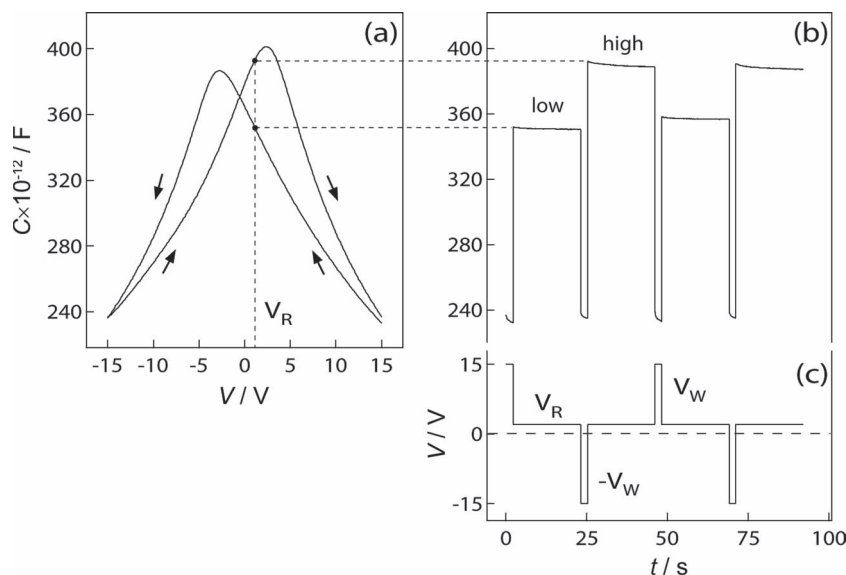 (a)
400
360
320
280
240
C×10⁻¹² / F
-15 -10 -5 0 5 10 15
V / V
V_R
(b)
400
360
320
280
240
low
high
(c)
15
0
-15
V / V
V_R
V_W
-V_W
0 25 50 75 100
t / s